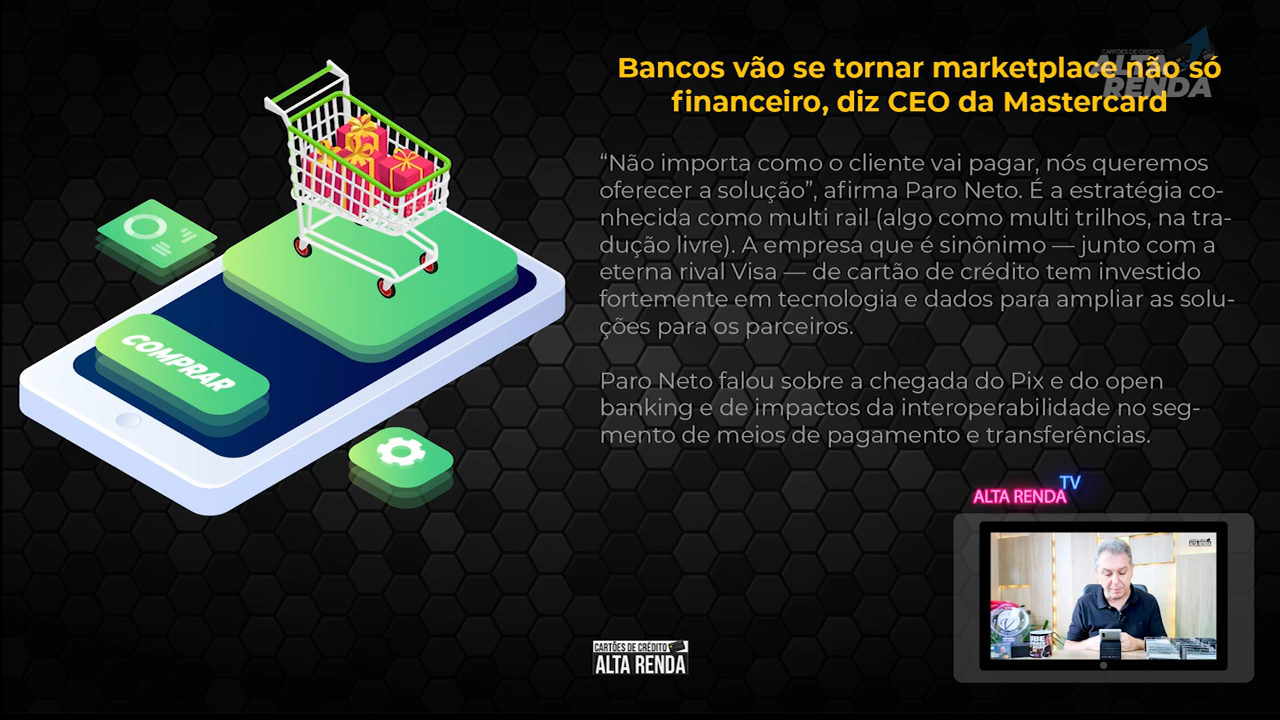 Bancos vão se tornar marketplace não só
financeiro, diz CEO da Mastercard
CARTÕES DE CRÉDITO
ALTA
RENDA
“Não importa como o cliente vai pagar, nós queremos
oferecer a solução”, afirma Paro Neto. É a estratégia co-
nhecida como multi rail (algo como multi trilhos, na tra-
dução livre). A empresa que é sinônimo — junto com a
eterna rival Visa — de cartão de crédito tem investido
fortemente em tecnologia e dados para ampliar as solu-
ções para os parceiros.
Paro Neto falou sobre a chegada do Pix e do open
banking e de impactos da interoperabilidade no seg-
mento de meios de pagamento e transferências.
COMPRAR
ALTA RENDA TV
CARTÕES DE CRÉDITO
ALTA RENDA